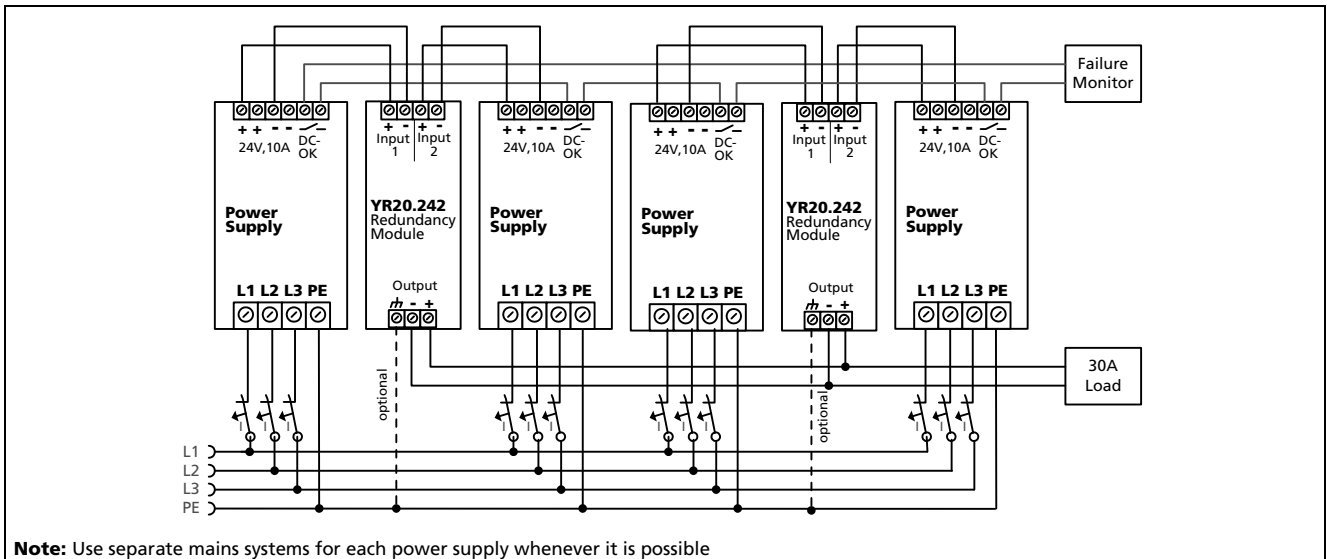 Failure
Monitor
+ + - -
24V,10A
DC-
OK
Power
Supply
L1 L2 L3 PE
+ - + -
Input
1
Input
2
YR20.242
Redundancy
Module
Output
- +
optional
+ + - -
24V,10A
DC-
OK
Power
Supply
L1 L2 L3 PE
+ + - -
24V,10A
DC-
OK
Power
Supply
L1 L2 L3 PE
+ - + -
Input
1
Input
2
YR20.242
Redundancy
Module
Output
- +
optional
+ + - -
24V,10A
DC-
OK
Power
Supply
L1 L2 L3 PE
30A
Load
I I I
I I I
I I I
I I I
L1
L2
L3
PE
Note: Use separate mains systems for each power supply whenever it is possible